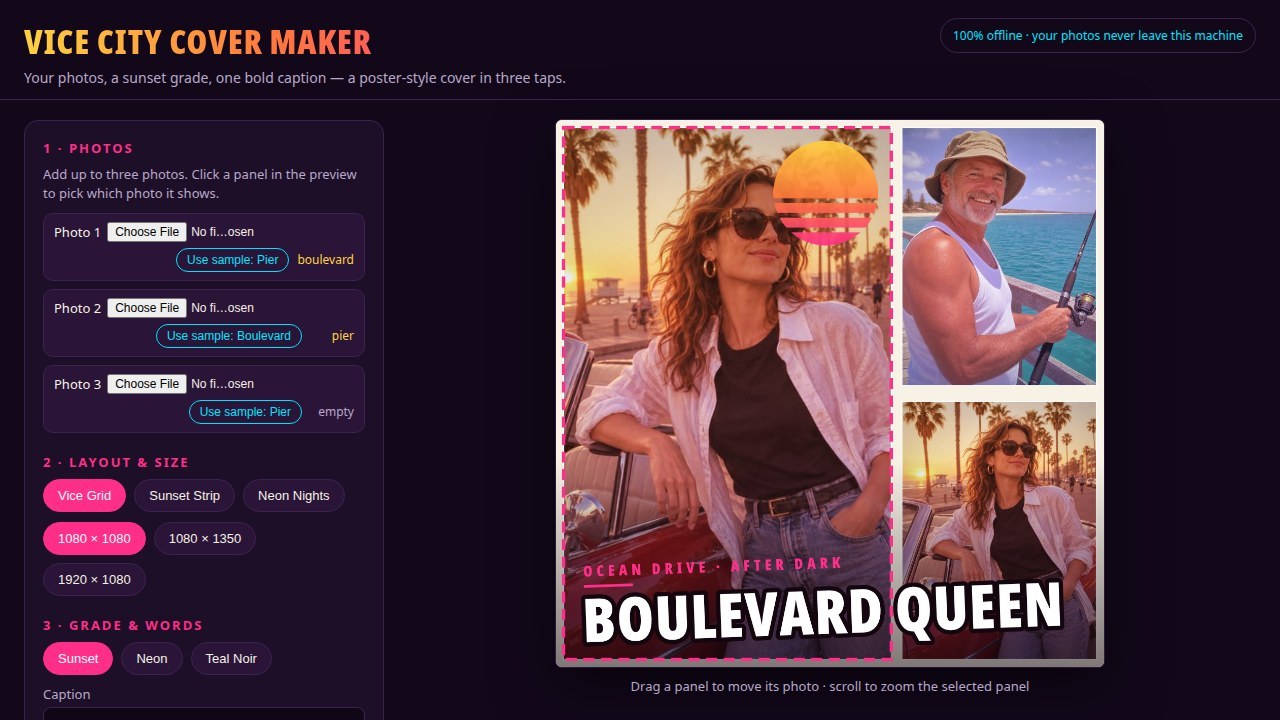 VICE CITY COVER MAKER
100% offline · your photos never leave this machine
Your photos, a sunset grade, one bold caption — a poster-style cover in three taps.
1 · PHOTOS
Add up to three photos. Click a panel in the preview
to pick which photo it shows.
Photo 1 Choose File No fi…osen
Use sample: Pier boulevard
Photo 2 Choose File No fi…osen
Use sample: Boulevard pier
Photo 3 Choose File No fi…osen
Use sample: Pier empty
2 · LAYOUT & SIZE
Vice Grid Sunset Strip Neon Nights
1080 × 1080 1080 × 1350
1920 × 1080
3 · GRADE & WORDS
Sunset Neon Teal Noir
Caption
OCEAN DRIVE · AFTER DARK
BOULEVARD QUEEN
Drag a panel to move its photo · scroll to zoom the selected panel